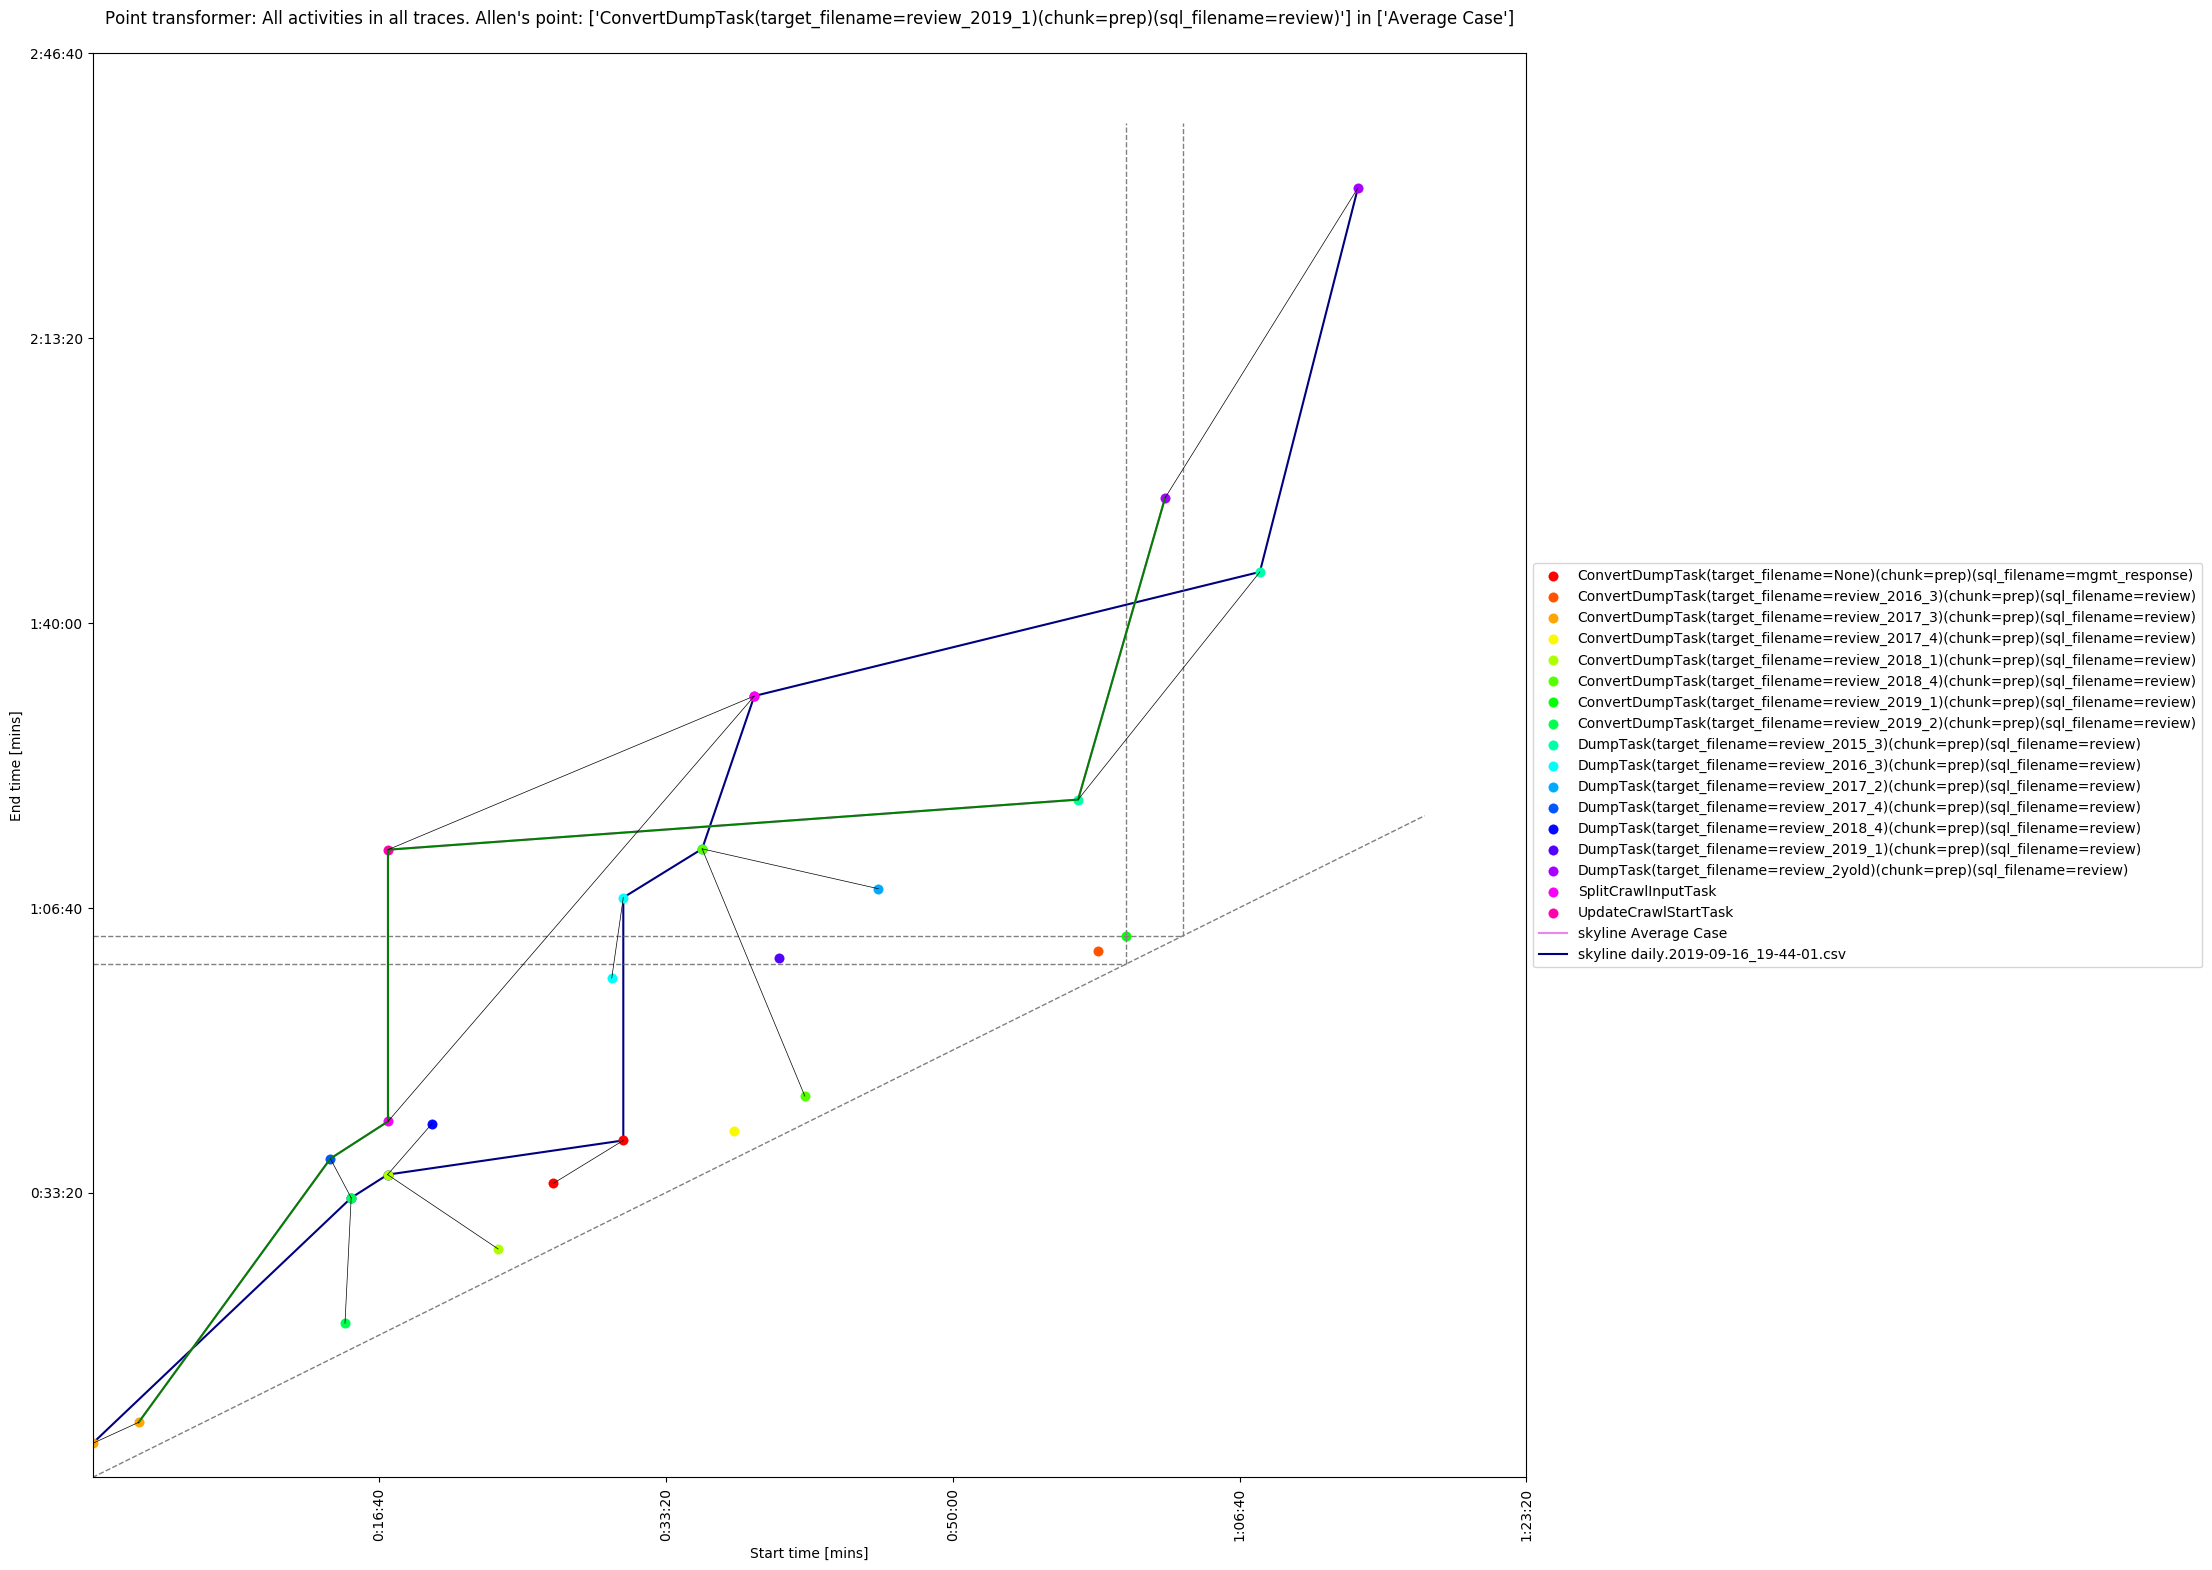 Point transformer: All activities in all traces. Allen's point: ['ConvertDumpTask(target_filename=review_2019_1)(chunk=prep)(sql_filename=review)'] in ['Average Case']
2:46:40
2:13:20
1:40:00
1:06:40
0:33:20
End time [mins]
0:16:40
0:33:20
0:50:00
1:06:40
1:23:20
Start time [mins]
ConvertDumpTask(target_filename=None)(chunk=prep)(sql_filename=mgmt_response)
ConvertDumpTask(target_filename=review_2016_3)(chunk=prep)(sql_filename=review)
ConvertDumpTask(target_filename=review_2017_3)(chunk=prep)(sql_filename=review)
ConvertDumpTask(target_filename=review_2017_4)(chunk=prep)(sql_filename=review)
ConvertDumpTask(target_filename=review_2018_1)(chunk=prep)(sql_filename=review)
ConvertDumpTask(target_filename=review_2018_4)(chunk=prep)(sql_filename=review)
ConvertDumpTask(target_filename=review_2019_1)(chunk=prep)(sql_filename=review)
ConvertDumpTask(target_filename=review_2019_2)(chunk=prep)(sql_filename=review)
DumpTask(target_filename=review_2015_3)(chunk=prep)(sql_filename=review)
DumpTask(target_filename=review_2016_3)(chunk=prep)(sql_filename=review)
DumpTask(target_filename=review_2017_2)(chunk=prep)(sql_filename=review)
DumpTask(target_filename=review_2017_4)(chunk=prep)(sql_filename=review)
DumpTask(target_filename=review_2018_4)(chunk=prep)(sql_filename=review)
DumpTask(target_filename=review_2019_1)(chunk=prep)(sql_filename=review)
DumpTask(target_filename=review_2yold)(chunk=prep)(sql_filename=review)
SplitCrawlInputTask
UpdateCrawlStartTask
skyline Average Case
skyline daily.2019-09-16_19-44-01.csv